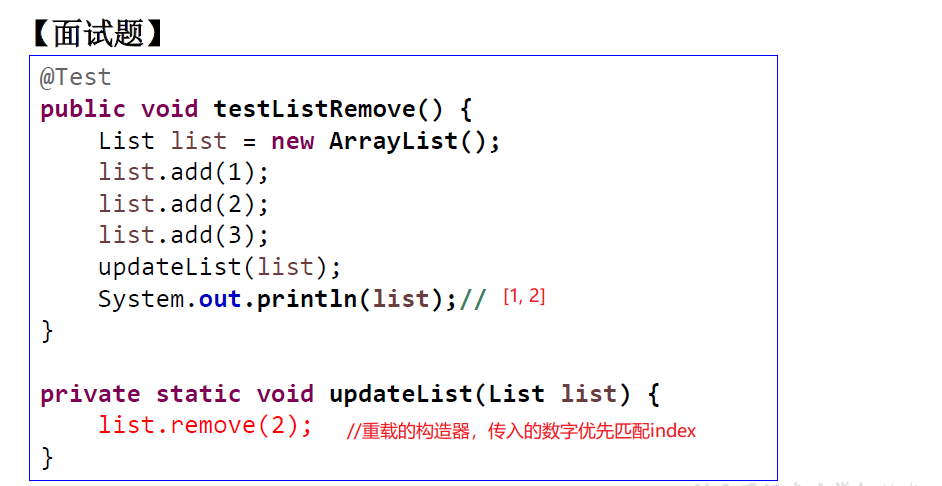 【面试题】
@Test
public void testListRemove() {
    List list = new ArrayList();
    list.add(1);
    list.add(2);
    list.add(3);
    updateList(list);
    System.out.println(list);// [1, 2]
}
private static void updateList(List list) {
    list.remove(2); //重载的构造器，传入的数字优先匹配index
}